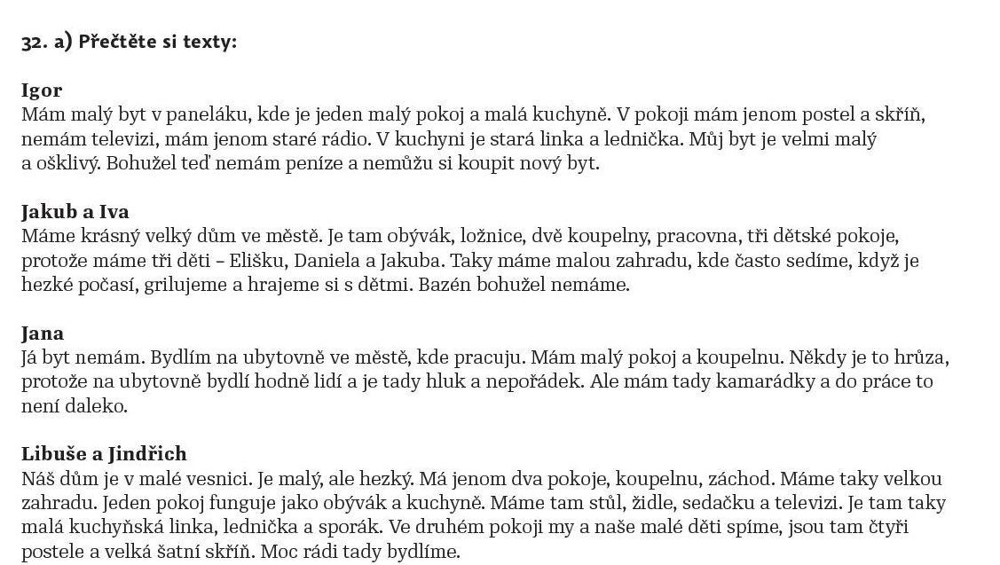 32. a) Přečtěte si texty:
Igor
Mám malý byt v paneláku, kde je jeden malý pokoj a malá kuchyně. V pokoji mám jenom postel a skříň,
nemám televizi, mám jenom staré rádio. V kuchyni je stará linka a lednička. Můj byt je velmi malý
a ošklivý. Bohužel teď nemám peníze a nemůžu si koupit nový byt.
Jakub a Iva
Máme krásný velký dům ve městě. Je tam obývák, ložnice, dvě koupelny, pracovna, tři dětské pokoje,
protože máme tři děti – Elišku, Daniela a Jakuba. Taky máme malou zahradu, kde často sedíme, když je
hezké počasí, grilujeme a hrajeme si s dětmi. Bazén bohužel nemáme.
Jana
Já byt nemám. Bydlím na ubytovně ve městě, kde pracuju. Mám malý pokoj a koupelnu. Někdy je to hrůza,
protože na ubytovně bydlí hodně lidí a je tady hluk a nepořádek. Ale mám tady kamarádky a do práce to
není daleko.
Libuše a Jindřich
Náš dům je v malé vesnici. Je malý, ale hezký. Má jenom dva pokoje, koupelnu, záchod. Máme taky velkou
zahradu. Jeden pokoj funguje jako obývák a kuchyně. Máme tam stůl, židle, sedačku a televizi. Je tam taky
malá kuchyňská linka, lednička a sporák. Ve druhém pokoji my a naše malé děti spíme, jsou tam čtyři
postele a velká šatní skříň. Moc rádi tady bydlíme.